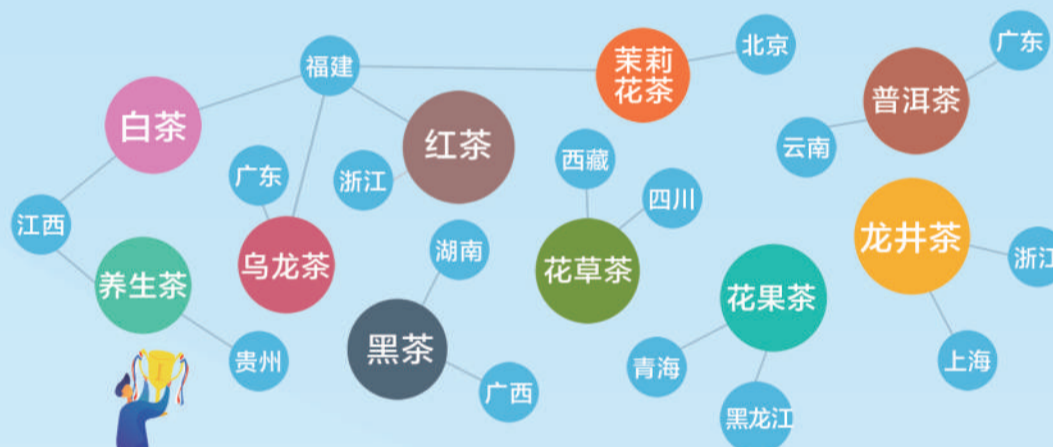 北京
广东
福建
茉莉
花茶
普洱茶
白茶
红茶
云南
西藏
广东
浙江
四川
江西
龙井茶
湖南
浙江
乌龙茶
花草茶
养生茶
花果茶
黑茶
贵州
青海
上海
广西
黑龙江